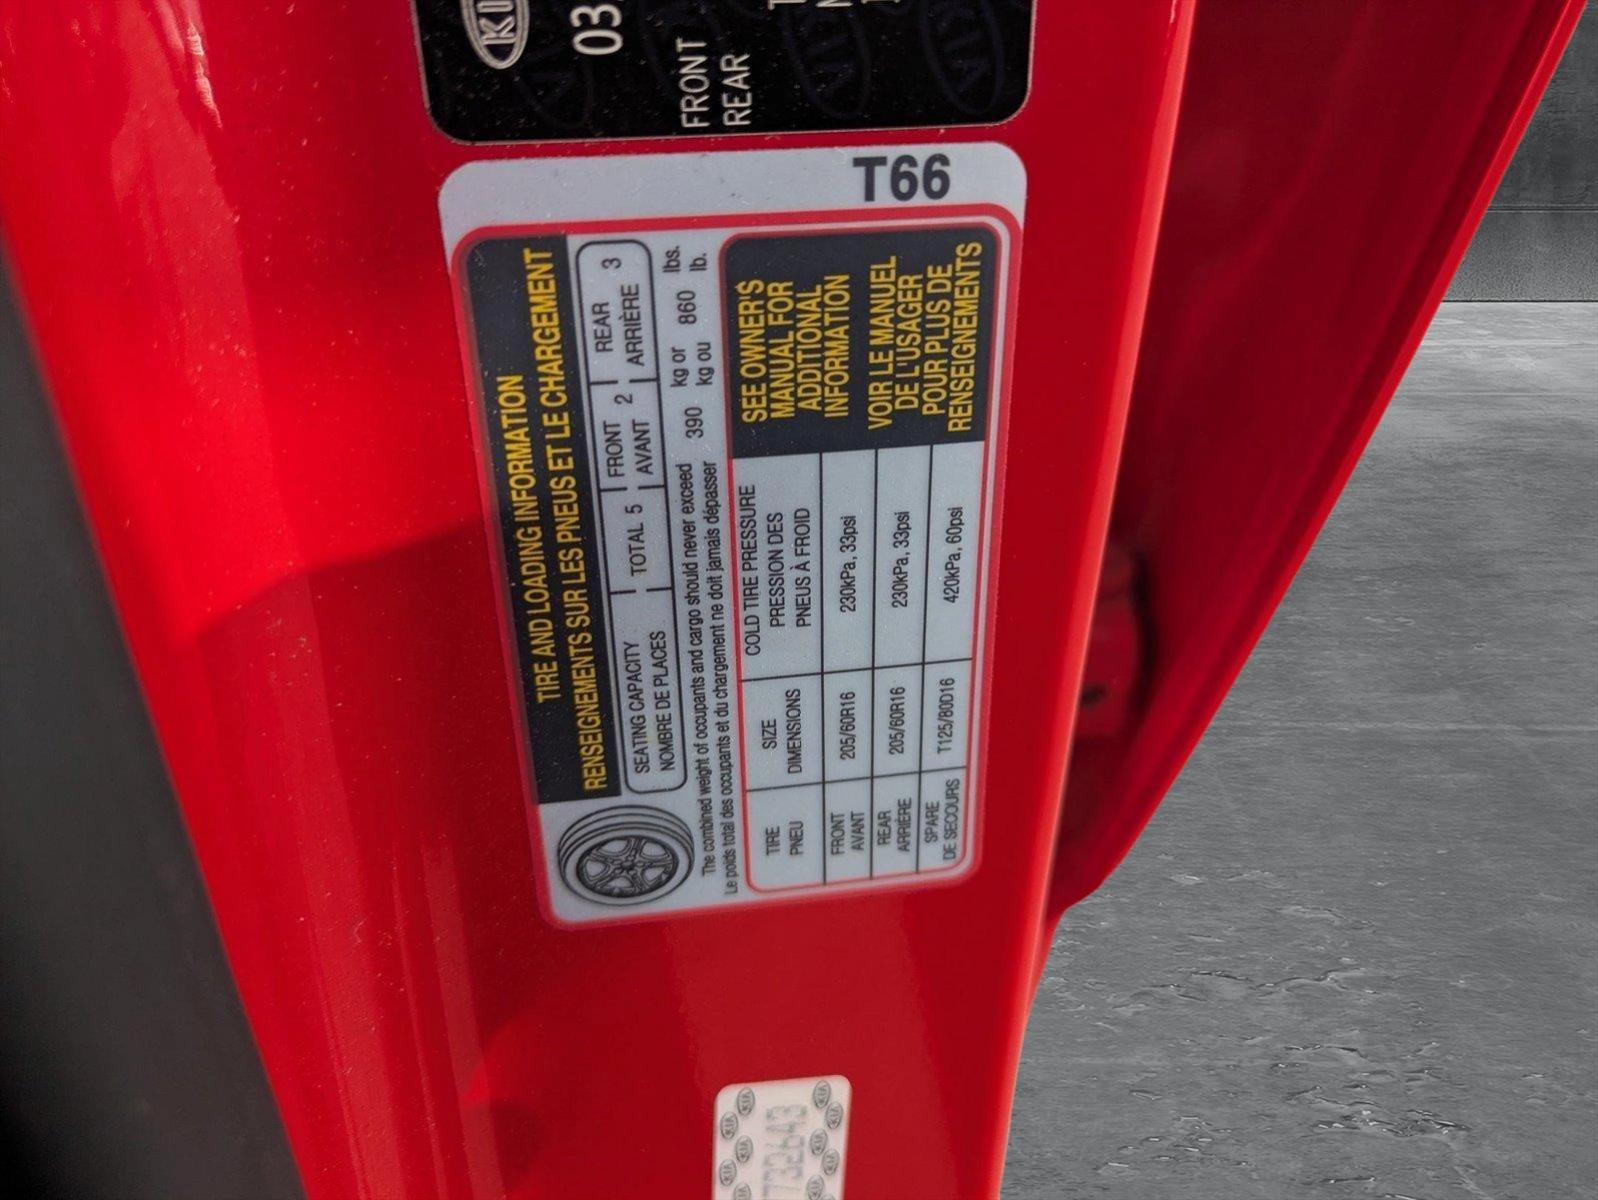 KI
03
FRONT
REAR
T66
TIRE AND LOADING INFORMATION
RENSEIGNEMENTS SUR LES PNEUS ET LE CHARGEMENT
SEATING CAPACITY
NOMBRE DE PLACES
TOTAL 5
FRONT
AVANT 2
REAR
ARRIÈRE 3
The combined weight of occupants and cargo should never exceed 390 kg or 860 lbs.
Le poids total des occupants et du chargement ne doit jamais dépasser kg ou lb.
TIRE SIZE COLD TIRE PRESSURE
PNEU DIMENSIONS PRESSION DES
PNEUS À FROID
FRONT
AVANT 205/60R16 230kPa, 33psi
REAR
ARRIÈRE 205/60R16 230kPa, 33psi
SPARE
DE SECOURS T125/80D16 420kPa, 60psi
SEE OWNER'S
MANUAL FOR
ADDITIONAL
INFORMATION
VOIR LE MANUEL
DE L'USAGER
POUR PLUS DE
RENSEIGNEMENTS
KIA